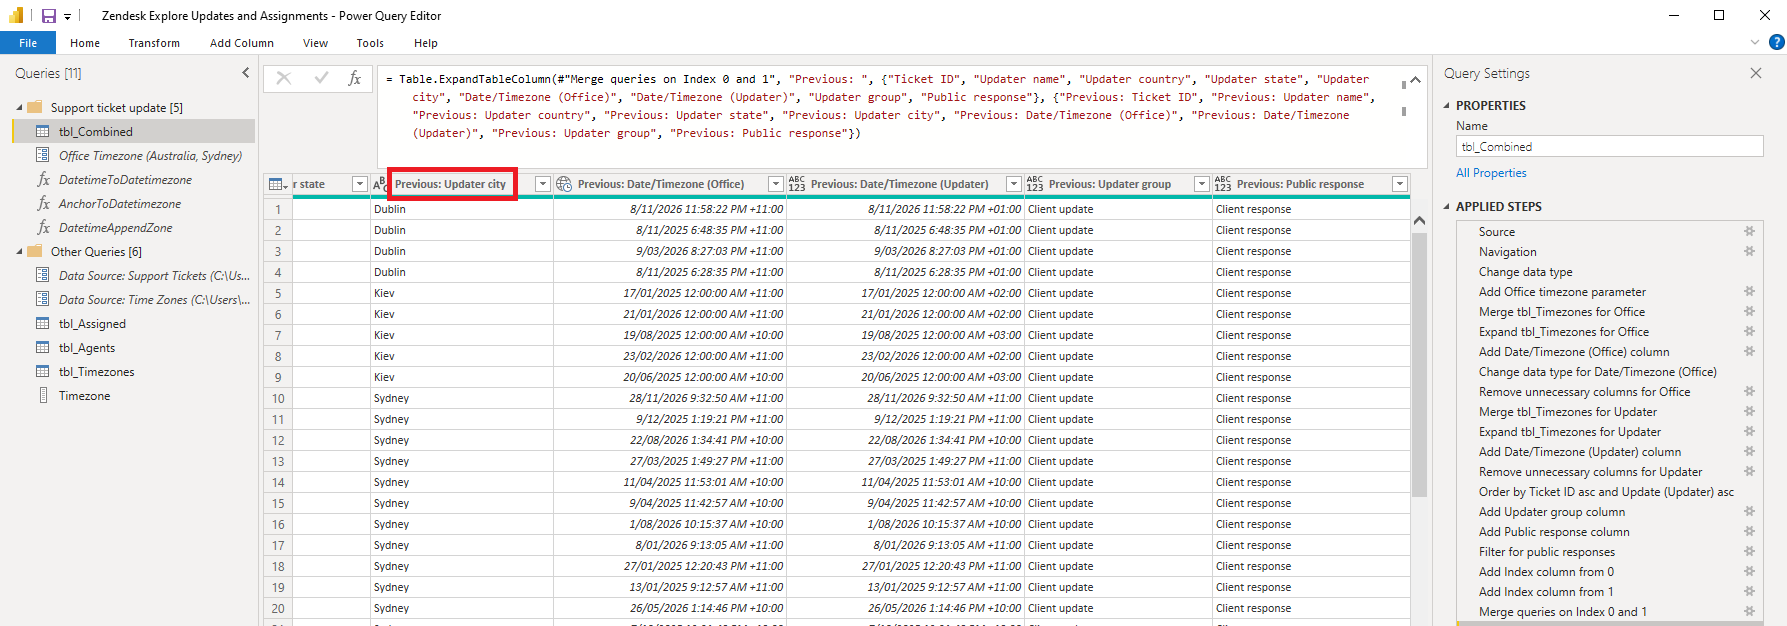 Zendesk Explore Updates and Assignments - Power Query Editor
File Home Transform Add Column View Tools Help
?
Queries [11]
Support ticket update [5]
tbl_Combined
Office Timezone (Australia, Sydney)
fx DatetimeToDatetimezone
fx AnchorToDatetimezone
fx DatetimeAppendZone
Other Queries [6]
Data Source: Support Tickets (C:\Us...
Data Source: Time Zones (C:\Users\...
tbl_Assigned
tbl_Agents
tbl_Timezones
Timezone
fx
= Table.ExpandTableColumn(#"Merge queries on Index 0 and 1", "Previous: ", {"Ticket ID", "Updater name", "Updater country", "Updater state", "Updater
city", "Date/Timezone (Office)", "Date/Timezone (Updater)", "Updater group", "Public response"}, {"Previous: Ticket ID", "Previous: Updater name",
"Previous: Updater country", "Previous: Updater state", "Previous: Updater city", "Previous: Date/Timezone (Office)", "Previous: Date/Timezone
(Updater)", "Previous: Updater group", "Previous: Public response"})
r state Previous: Updater city Previous: Date/Timezone (Office) ABC 123 Previous: Date/Timezone (Updater) ABC 123 Previous: Updater group ABC 123 Previous: Public response
1 Dublin 8/11/2026 11:58:22 PM +11:00 8/11/2026 11:58:22 PM +01:00 Client update Client response
2 Dublin 8/11/2026 6:48:35 PM +11:00 8/11/2026 6:48:35 PM +01:00 Client update Client response
3 Dublin 9/03/2026 8:27:03 PM +11:00 9/03/2026 8:27:03 PM +01:00 Client update Client response
4 Dublin 8/11/2026 6:28:35 PM +11:00 8/11/2026 6:28:35 PM +01:00 Client update Client response
5 Kiev 17/01/2025 12:00:00 AM +11:00 17/01/2025 12:00:00 AM +02:00 Client update Client response
6 Kiev 21/01/2026 12:00:00 AM +11:00 21/01/2026 12:00:00 AM +02:00 Client update Client response
7 Kiev 19/08/2025 12:00:00 AM +10:00 19/08/2025 12:00:00 AM +03:00 Client update Client response
8 Kiev 23/02/2026 12:00:00 AM +11:00 23/02/2026 12:00:00 AM +02:00 Client update Client response
9 Kiev 20/06/2025 12:00:00 AM +10:00 20/06/2025 12:00:00 AM +03:00 Client update Client response
10 Sydney 28/11/2026 9:32:50 AM +11:00 28/11/2026 9:32:50 AM +11:00 Client update Client response
11 Sydney 9/12/2025 1:19:21 PM +11:00 9/12/2025 1:19:21 PM +11:00 Client update Client response
12 Sydney 22/08/2026 1:34:41 PM +10:00 22/08/2026 1:34:41 PM +10:00 Client update Client response
13 Sydney 27/03/2025 1:49:27 PM +11:00 27/03/2025 1:49:27 PM +11:00 Client update Client response
14 Sydney 11/04/2025 11:53:01 AM +10:00 11/04/2025 11:53:01 AM +10:00 Client update Client response
15 Sydney 9/04/2025 11:42:57 AM +10:00 9/04/2025 11:42:57 AM +10:00 Client update Client response
16 Sydney 1/08/2026 10:15:37 AM +10:00 1/08/2026 10:15:37 AM +10:00 Client update Client response
17 Sydney 8/01/2026 9:13:05 AM +11:00 8/01/2026 9:13:05 AM +11:00 Client update Client response
18 Sydney 27/01/2026 12:20:43 PM +11:00 27/01/2026 12:20:43 PM +11:00 Client update Client response
19 Sydney 13/01/2025 9:12:57 AM +11:00 13/01/2025 9:12:57 AM +11:00 Client update Client response
20 Sydney 26/05/2026 1:14:46 PM +10:00 26/05/2026 1:14:46 PM +10:00 Client update Client response
Query Settings
PROPERTIES
Name
tbl_Combined
All Properties
APPLIED STEPS
Source
Navigation
Change data type
Add Office timezone parameter
Merge tbl_Timezones for Office
Expand tbl_Timezones for Office
Add Date/Timezone (Office) column
Change data type for Date/Timezone (Office)
Remove unnecessary columns for Office
Merge tbl_Timezones for Updater
Expand tbl_Timezones for Updater
Add Date/Timezone (Updater) column
Remove unnecessary columns for Updater
Order by Ticket ID asc and Update (Updater) asc
Add Updater group column
Add Public response column
Filter for public responses
Add Index column from 0
Add Index column from 1
Merge queries on Index 0 and 1